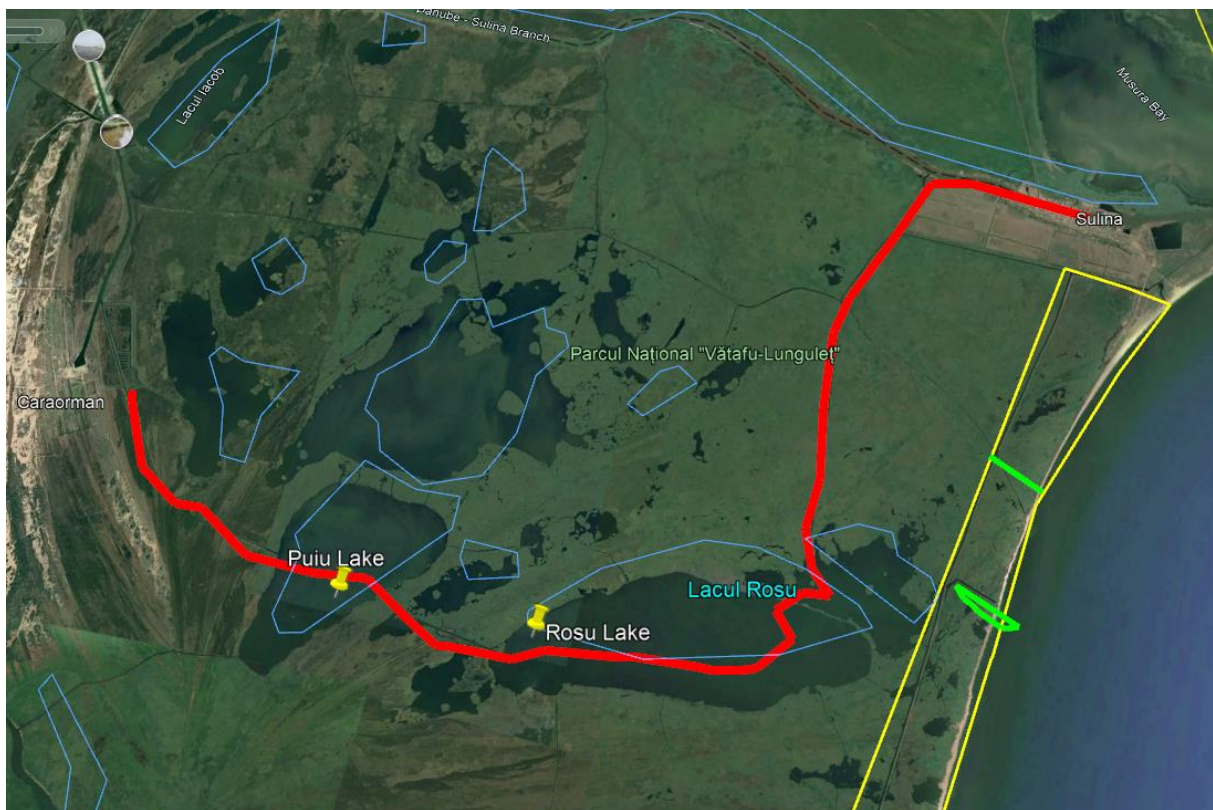 Danube - Sulina Branch
Lacul Iacob
Musura Bay
Sulina
Parcul Național "Vătafu-Lunguleț"
Caraorman
Puiu Lake
Lacul Rosu
Rosu Lake